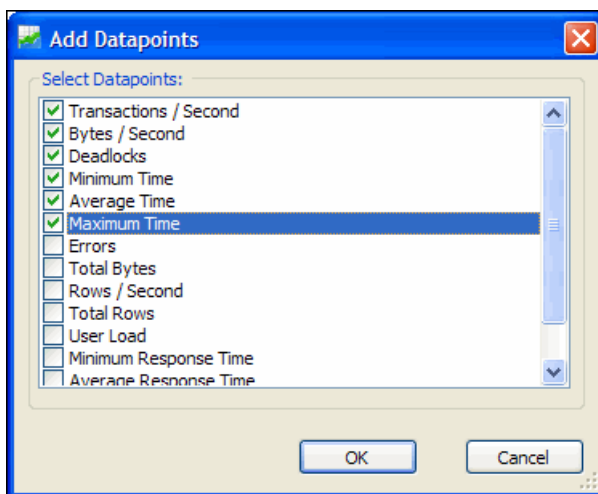 Add Datapoints
Select Datapoints:
Transactions / Second
Bytes / Second
Deadlocks
Minimum Time
Average Time
Maximum Time
Errors
Total Bytes
Rows / Second
Total Rows
User Load
Minimum Response Time
Average Response Time
OK Cancel